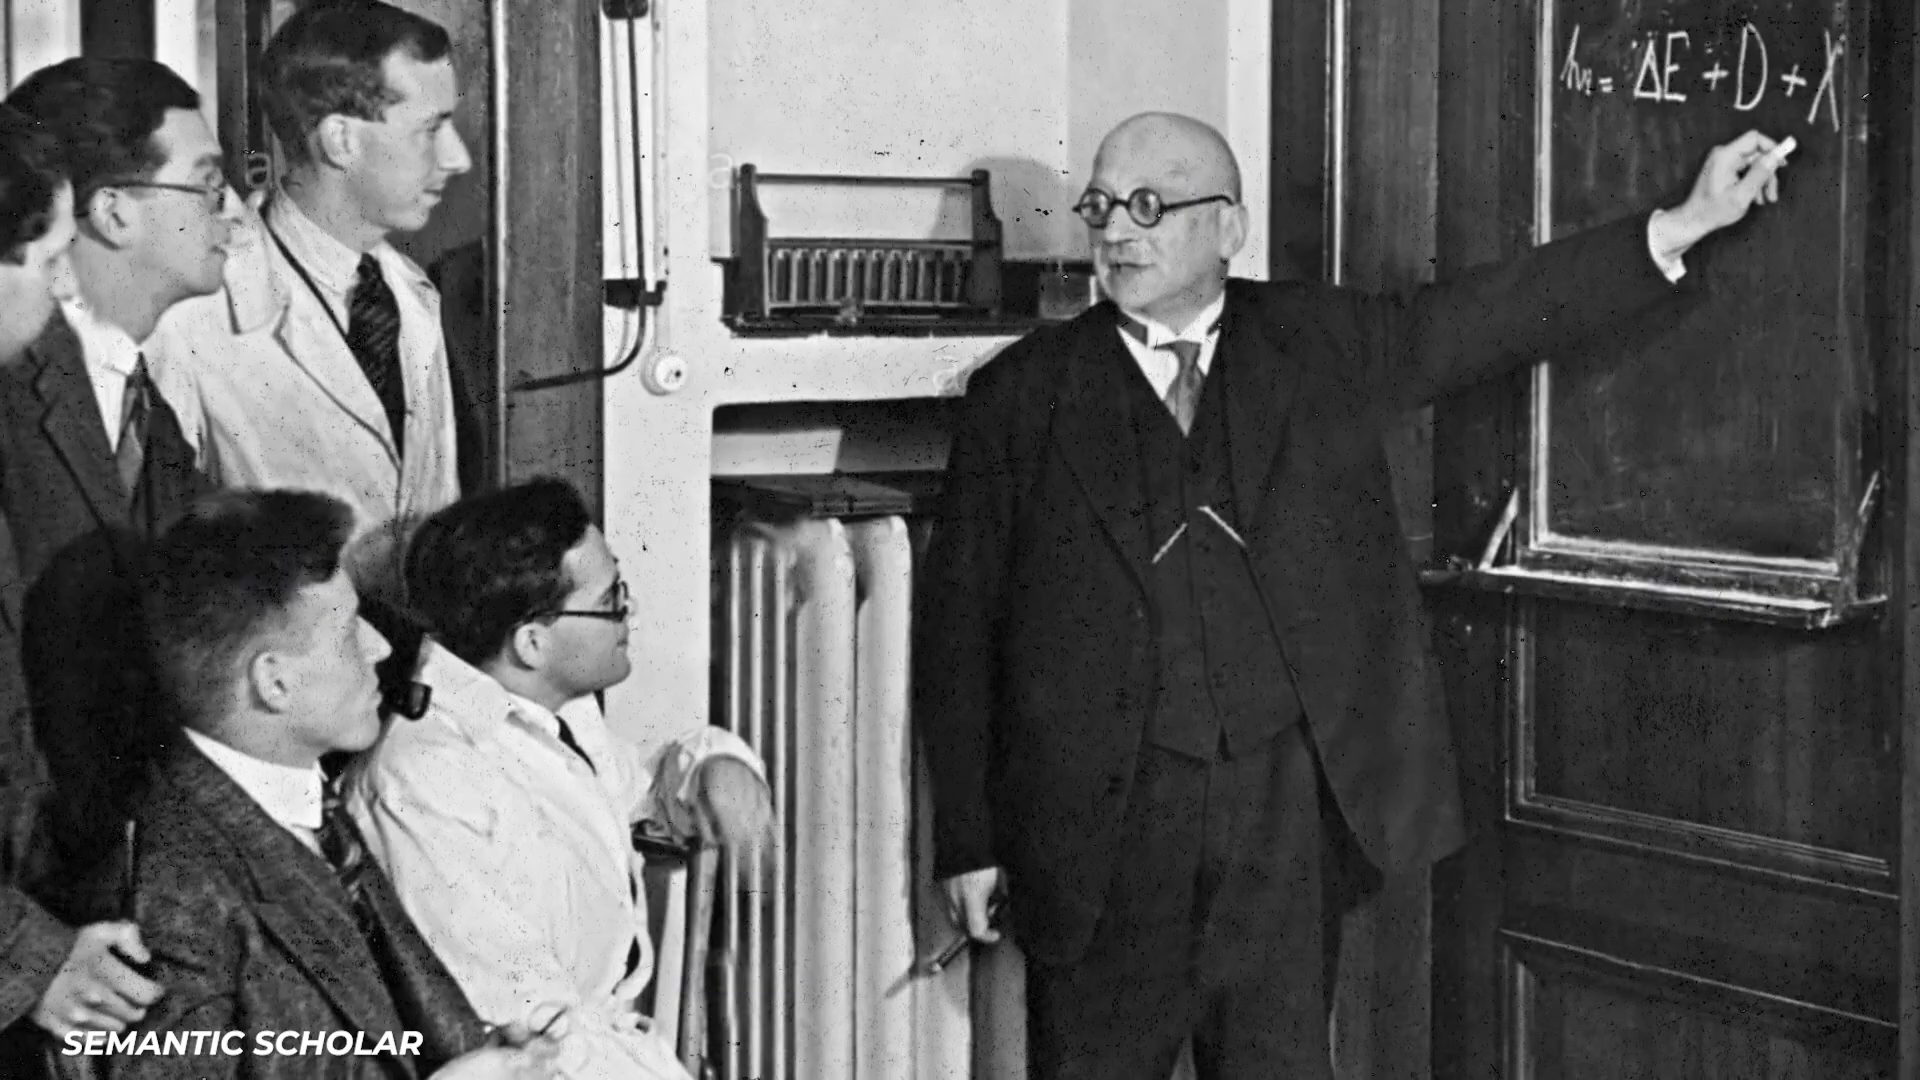 hν = ΔE + D + X
SEMANTIC SCHOLAR